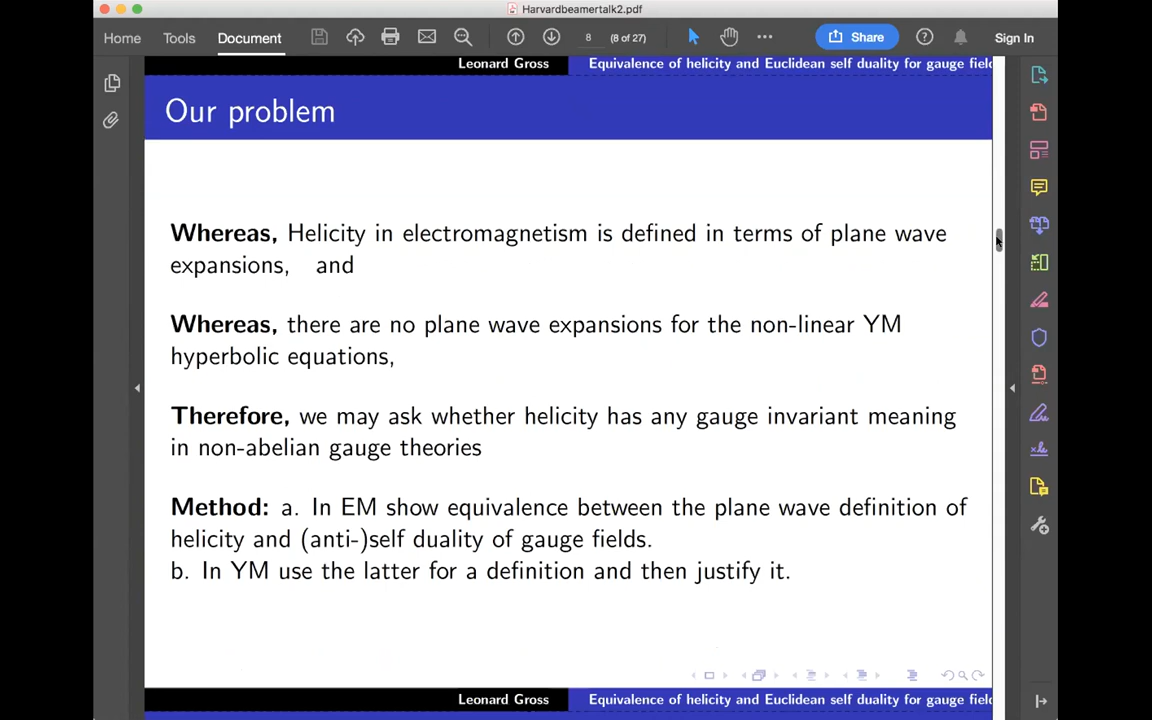 Harvardbeamertalk2.pdf
Home Tools Document 8 (8 of 27) Share Sign In
Leonard Gross Equivalence of helicity and Euclidean self duality for gauge field
Our problem
Whereas, Helicity in electromagnetism is defined in terms of plane wave
expansions, and
Whereas, there are no plane wave expansions for the non-linear YM
hyperbolic equations,
Therefore, we may ask whether helicity has any gauge invariant meaning
in non-abelian gauge theories
Method: a. In EM show equivalence between the plane wave definition of
helicity and (anti-)self duality of gauge fields.
b. In YM use the latter for a definition and then justify it.
Leonard Gross Equivalence of helicity and Euclidean self duality for gauge field